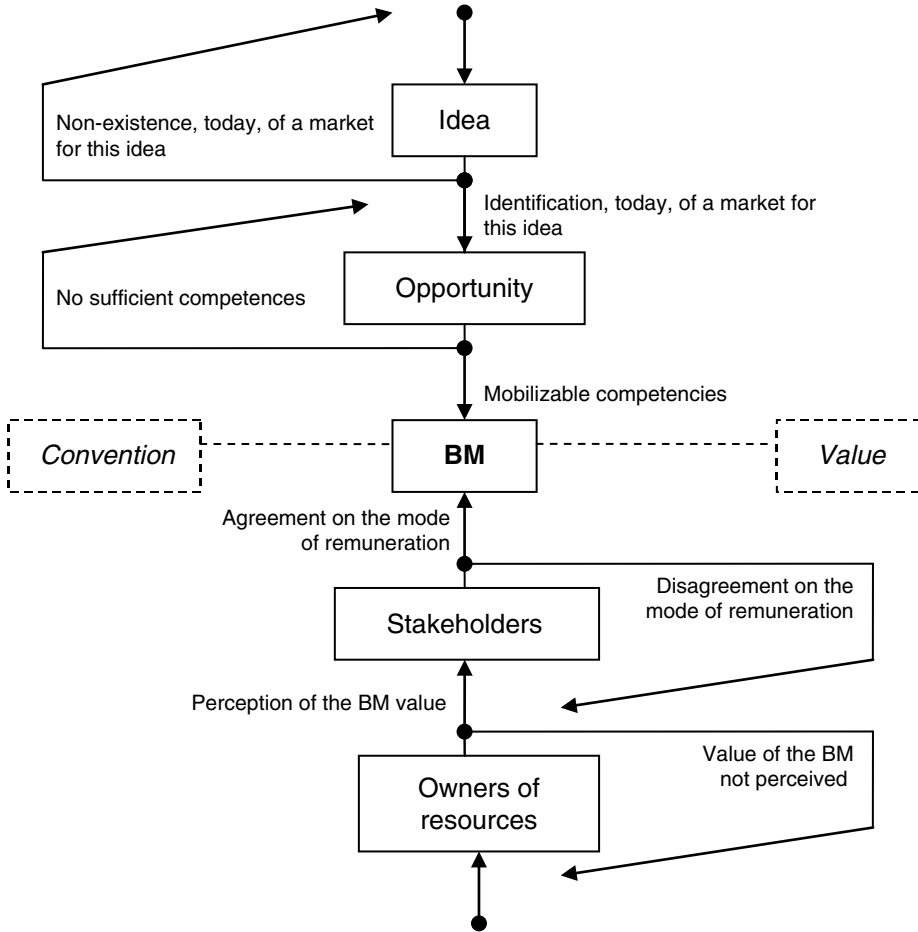 Idea
Non-existence, today, of a market
for this idea
Identification, today, of a market for
this idea
Opportunity
No sufficient competences
Mobilizable competencies
Convention
BM
Value
Agreement on the mode
of remuneration
Disagreement on the
mode of remuneration
Stakeholders
Perception of the BM value
Value of the BM
not perceived
Owners of
resources